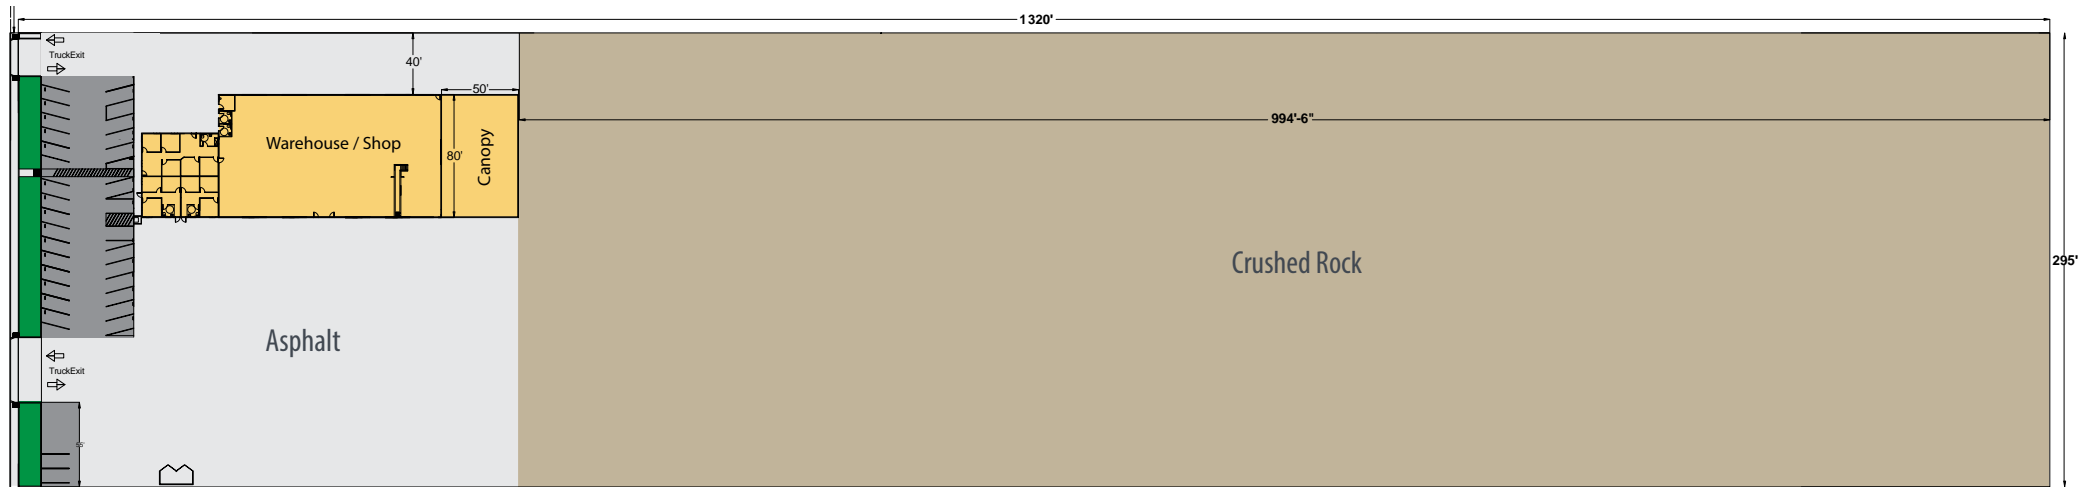 1320'
TruckExit
40'
50'
994'-6"
Warehouse / Shop
80'
Canopy
295'
Crushed Rock
Asphalt
TruckExit